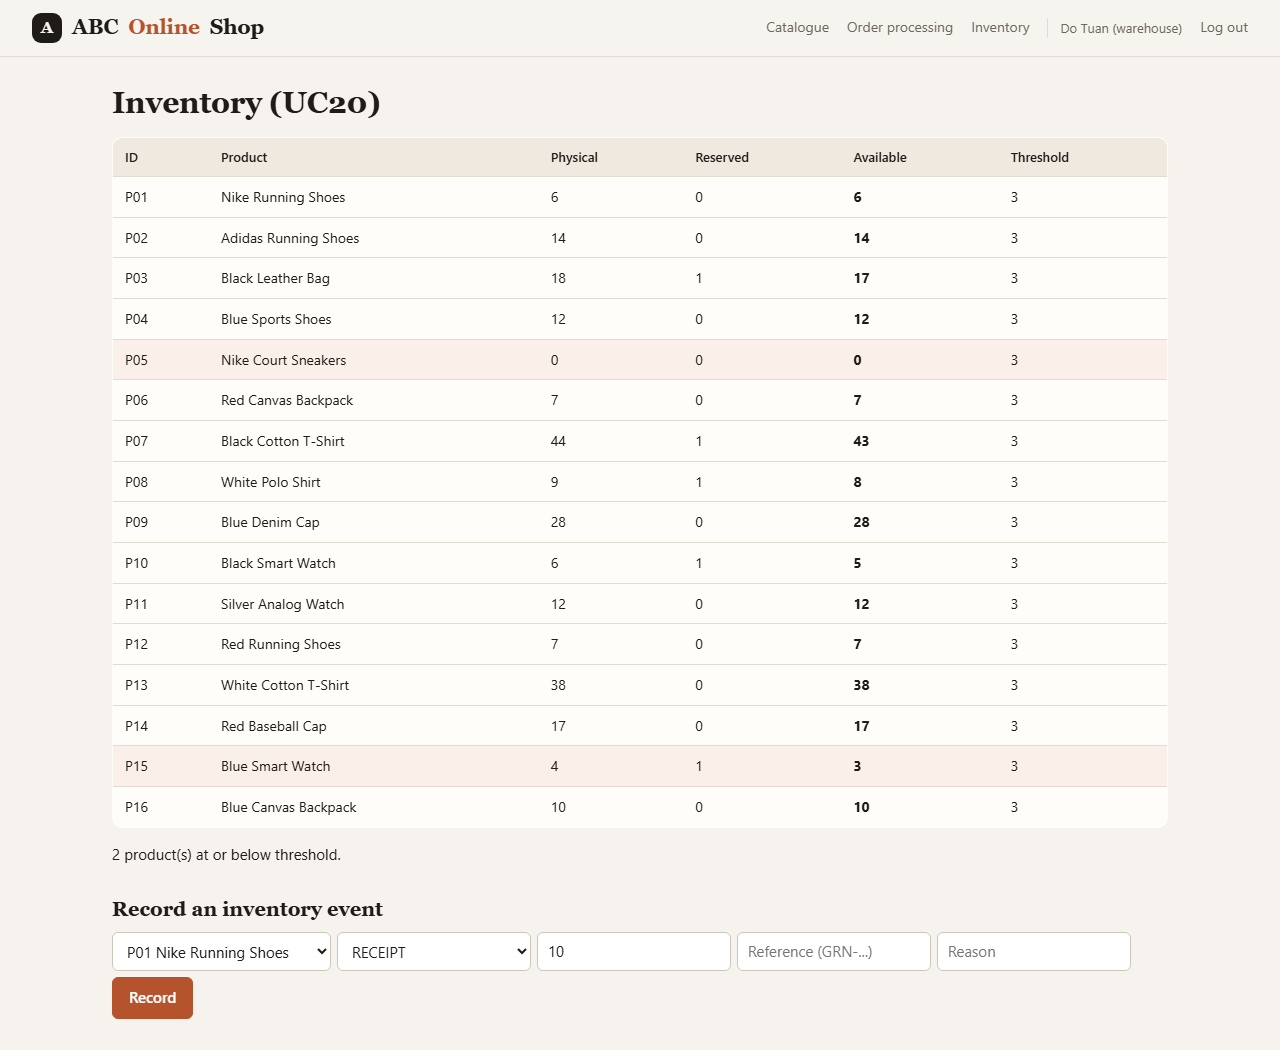 A ABC Online Shop Catalogue Order processing Inventory Do Tuan (warehouse) Log out
Inventory (UC20)
ID Product Physical Reserved Available Threshold
P01 Nike Running Shoes 6 0 6 3
P02 Adidas Running Shoes 14 0 14 3
P03 Black Leather Bag 18 1 17 3
P04 Blue Sports Shoes 12 0 12 3
P05 Nike Court Sneakers 0 0 0 3
P06 Red Canvas Backpack 7 0 7 3
P07 Black Cotton T-Shirt 44 1 43 3
P08 White Polo Shirt 9 1 8 3
P09 Blue Denim Cap 28 0 28 3
P10 Black Smart Watch 6 1 5 3
P11 Silver Analog Watch 12 0 12 3
P12 Red Running Shoes 7 0 7 3
P13 White Cotton T-Shirt 38 0 38 3
P14 Red Baseball Cap 17 0 17 3
P15 Blue Smart Watch 4 1 3 3
P16 Blue Canvas Backpack 10 0 10 3
2 product(s) at or below threshold.
Record an inventory event
P01 Nike Running Shoes RECEIPT 10 Reference (GRN-...) Reason
Record